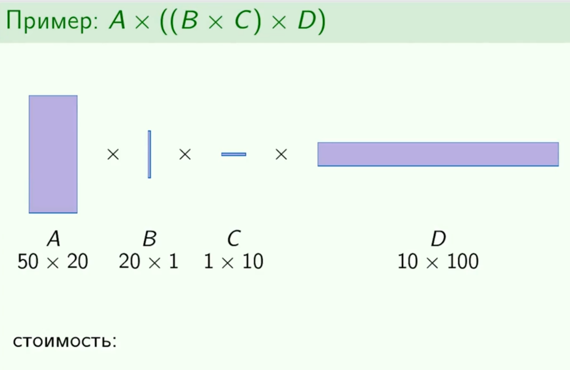 Пример: A × ((B × C) × D)
× × ×
A B C D
50 × 20 20 × 1 1 × 10 10 × 100
стоимость: